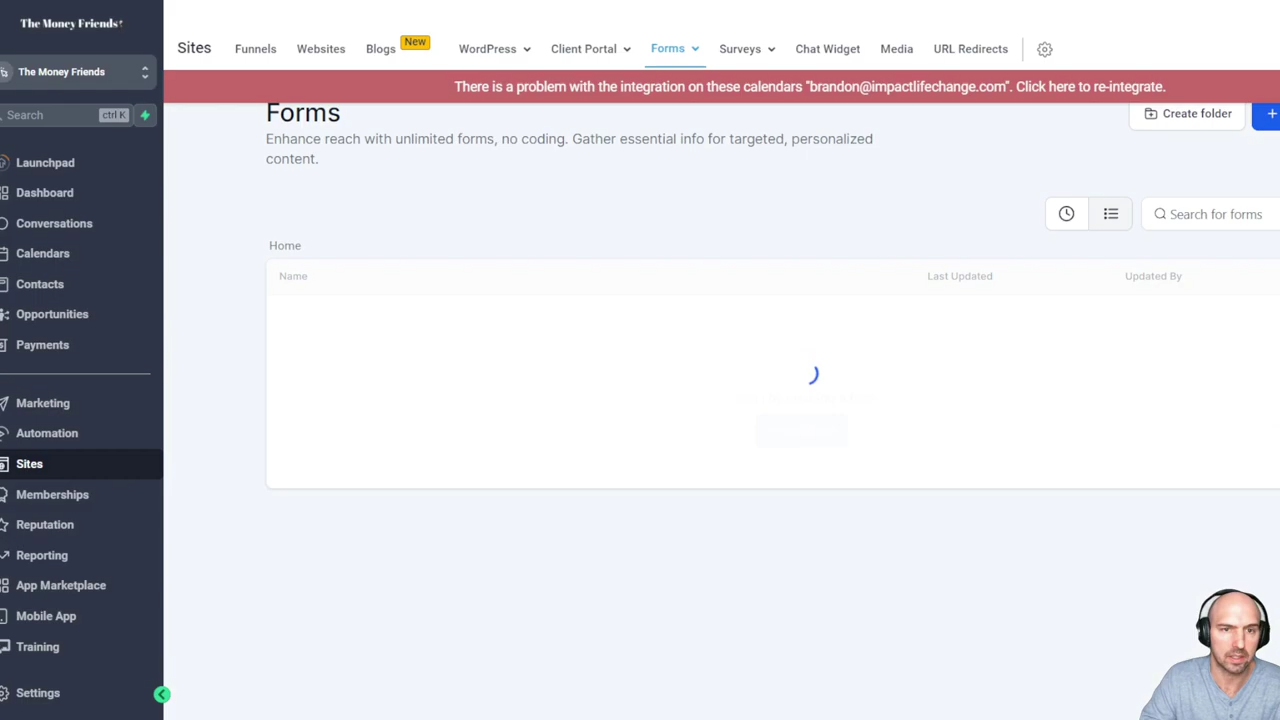 The Money Friends
The Money Friends
Search ctrl K
Launchpad
Dashboard
Conversations
Calendars
Contacts
Opportunities
Payments
Marketing
Automation
Sites
Memberships
Reputation
Reporting
App Marketplace
Mobile App
Training
Settings
Sites Funnels Websites Blogs New WordPress Client Portal Forms Surveys Chat Widget Media URL Redirects
There is a problem with the integration on these calendars "brandon@impactlifechange.com". Click here to re-integrate.
Forms
Enhance reach with unlimited forms, no coding. Gather essential info for targeted, personalized
content.
Create folder
+
Search for forms
Home
Name Last Updated Updated By